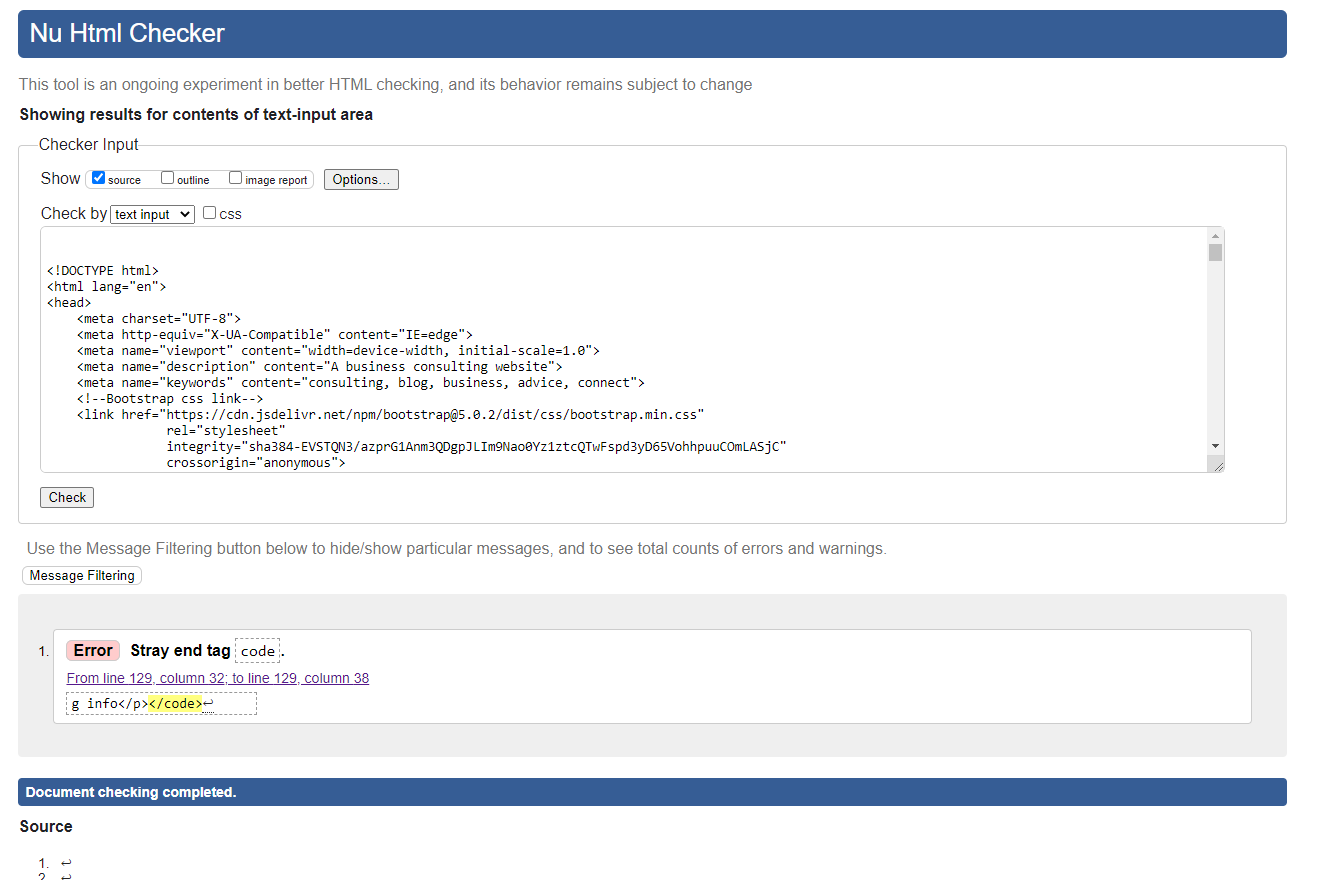 Nu Html Checker
This tool is an ongoing experiment in better HTML checking, and its behavior remains subject to change
Showing results for contents of text-input area
Checker Input
Show source outline image report Options...
Check by text input css
<!DOCTYPE html>
<html lang="en">
<head>
    <meta charset="UTF-8">
    <meta http-equiv="X-UA-Compatible" content="IE=edge">
    <meta name="viewport" content="width=device-width, initial-scale=1.0">
    <meta name="description" content="A business consulting website">
    <meta name="keywords" content="consulting, blog, business, advice, connect">
    <!--Bootstrap css link-->
    <link href="https://cdn.jsdelivr.net/npm/bootstrap@5.0.2/dist/css/bootstrap.min.css"
                rel="stylesheet"
                integrity="sha384-EVSTQN3/azprG1Anm3QDgpJLIm9Nao0Yz1ztcQTwFspd3yD65VohhpuuCOmLASjC"
                crossorigin="anonymous">
Check
Use the Message Filtering button below to hide/show particular messages, and to see total counts of errors and warnings.
Message Filtering
1. Error Stray end tag code.
From line 129, column 32; to line 129, column 38
g info</p></code>↩
Document checking completed.
Source
1. ↩
2. ↩